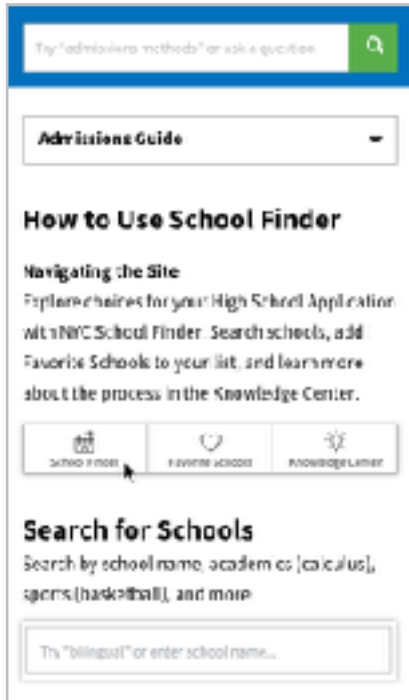 Try "admissions methods" or ask a question
Admissions Guide
How to Use School Finder
Navigating the Site
Explore choices for your High School Application
with NYC School Finder. Search schools, add
Favorite Schools to your list, and learn more
about the process in the Knowledge Center.
School Finder Favorite Schools Knowledge Center
Search for Schools
Search by school name, academics (calculus),
sports (basketball), and more
Try "bilingual" or enter school name...